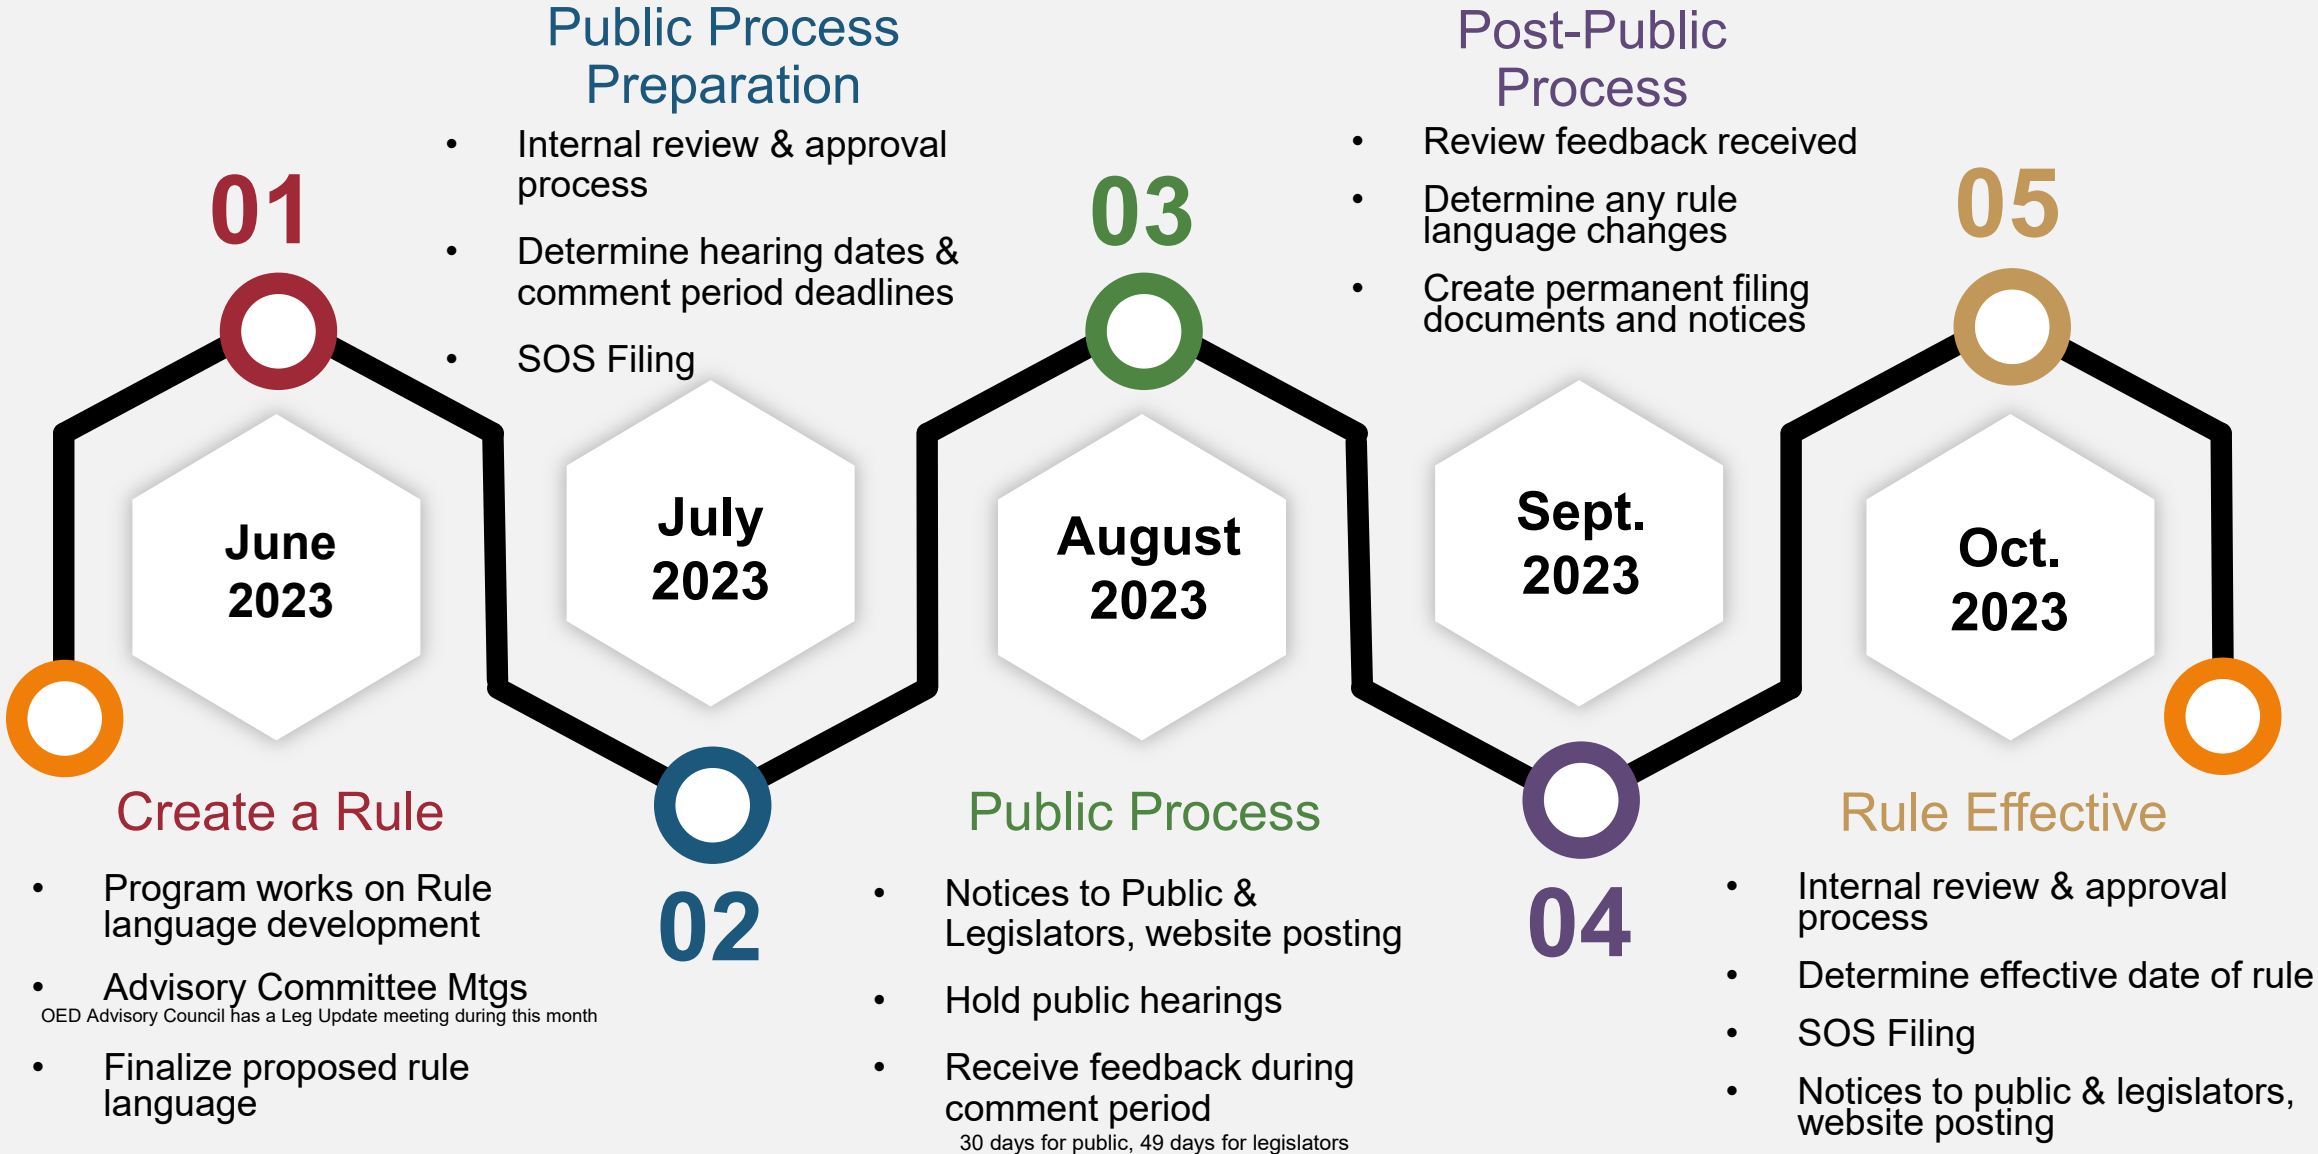 01
June
2023
Create a Rule
• Program works on Rule
language development
• Advisory Committee Mtgs
OED Advisory Council has a Leg Update meeting during this month
• Finalize proposed rule
language
Public Process
Preparation
• Internal review & approval
process
• Determine hearing dates &
comment period deadlines
• SOS Filing
July
2023
02
03
August
2023
Public Process
• Notices to Public &
Legislators, website posting
• Hold public hearings
• Receive feedback during
comment period
30 days for public, 49 days for legislators
Post-Public
Process
• Review feedback received
• Determine any rule
language changes
• Create permanent filing
documents and notices
Sept.
2023
04
05
Oct.
2023
Rule Effective
• Internal review & approval
process
• Determine effective date of rule
• SOS Filing
• Notices to public & legislators,
website posting